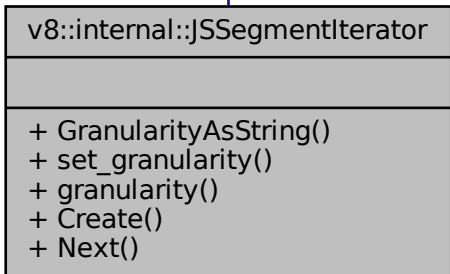 v8::internal::JSSegmentIterator
+ GranularityAsString()
+ set_granularity()
+ granularity()
+ Create()
+ Next()